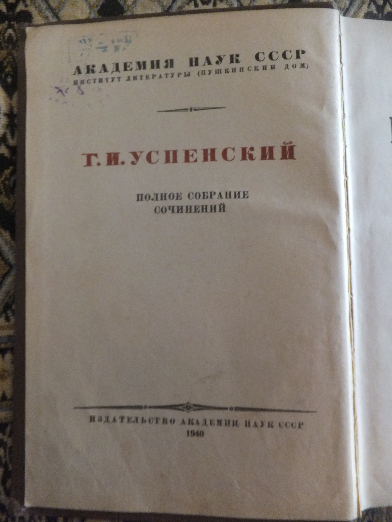 АКАДЕМИЯ НАУК СССР
ИНСТИТУТ ЛИТЕРАТУРЫ (ПУШКИНСКИЙ ДОМ)
Г. И. УСПЕНСКИЙ
ПОЛНОЕ СОБРАНИЕ
СОЧИНЕНИЙ
ИЗДАТЕЛЬСТВО АКАДЕМИИ НАУК СССР
1940